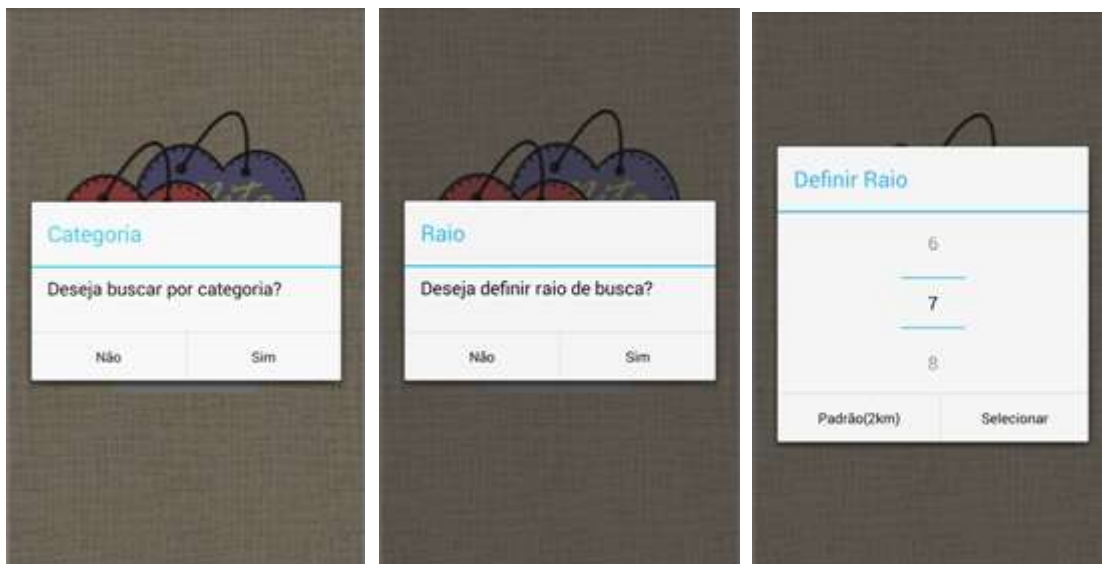 Categoria
Deseja buscar por categoria?
Não
Sim
Raio
Deseja definir raio de busca?
Não
Sim
Definir Raio
6
7
8
Padrão(2km)
Selecionar